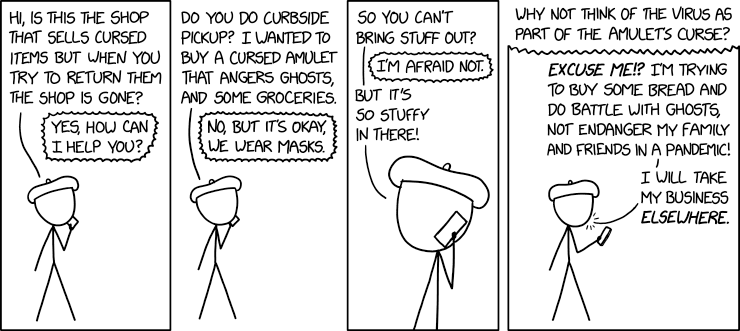 HI, IS THIS THE SHOP
THAT SELLS CURSED
ITEMS BUT WHEN YOU
TRY TO RETURN THEM
THE SHOP IS GONE?
YES, HOW CAN
I HELP YOU?
DO YOU DO CURBSIDE
PICKUP? I WANTED TO
BUY A CURSED AMULET
THAT ANGERS GHOSTS,
AND SOME GROCERIES.
NO, BUT IT'S OKAY,
WE WEAR MASKS.
SO YOU CAN'T
BRING STUFF OUT?
I'M AFRAID NOT.
BUT IT'S
SO STUFFY
IN THERE!
WHY NOT THINK OF THE VIRUS AS
PART OF THE AMULET'S CURSE?
EXCUSE ME!? I'M TRYING
TO BUY SOME BREAD AND
DO BATTLE WITH GHOSTS,
NOT ENDANGER MY FAMILY
AND FRIENDS IN A PANDEMIC!
I WILL TAKE
MY BUSINESS
ELSEWHERE.